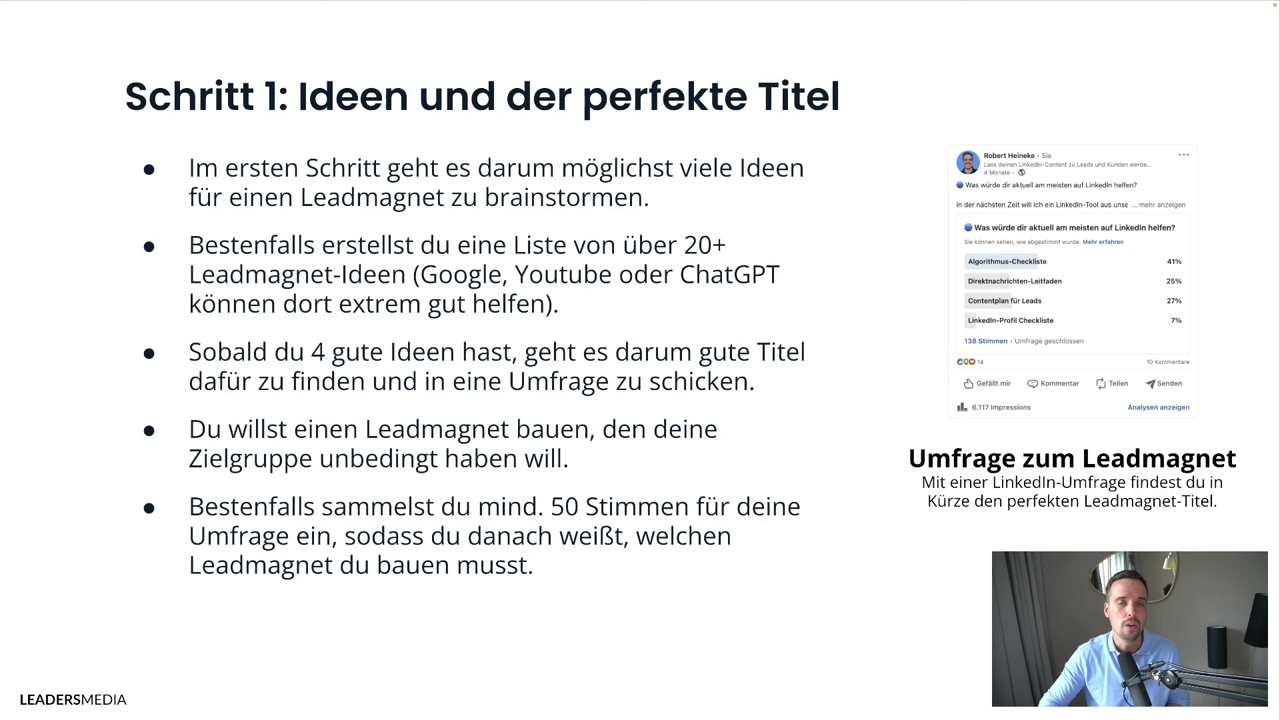 Schritt 1: Ideen und der perfekte Titel
● Im ersten Schritt geht es darum möglichst viele Ideen
für einen Leadmagnet zu brainstormen.
● Bestenfalls erstellst du eine Liste von über 20+
Leadmagnet-Ideen (Google, Youtube oder ChatGPT
können dort extrem gut helfen).
● Sobald du 4 gute Ideen hast, geht es darum gute Titel
dafür zu finden und in eine Umfrage zu schicken.
● Du willst einen Leadmagnet bauen, den deine
Zielgruppe unbedingt haben will.
● Bestenfalls sammelst du mind. 50 Stimmen für deine
Umfrage ein, sodass du danach weißt, welchen
Leadmagnet du bauen musst.
Robert Heineke • Sie
Lass deinen LinkedIn-Content zu Leads und Kunden werde...
4 Monate •
Was würde dir aktuell am meisten auf LinkedIn helfen?
In der nächsten Zeit will ich ein LinkedIn-Tool aus unse ... mehr anzeigen
Was würde dir aktuell am meisten auf LinkedIn helfen?
Sie können sehen, wie abgestimmt wurde. Mehr erfahren
Algorithmus-Checkliste 41%
Direktnachrichten-Leitfaden 25%
Contentplan für Leads 27%
LinkedIn-Profil Checkliste 7%
138 Stimmen • Umfrage geschlossen
14 10 Kommentare
Gefällt mir Kommentar Teilen Senden
6.117 Impressions Analysen anzeigen
Umfrage zum Leadmagnet
Mit einer LinkedIn-Umfrage findest du in
Kürze den perfekten Leadmagnet-Titel.
LEADERSMEDIA